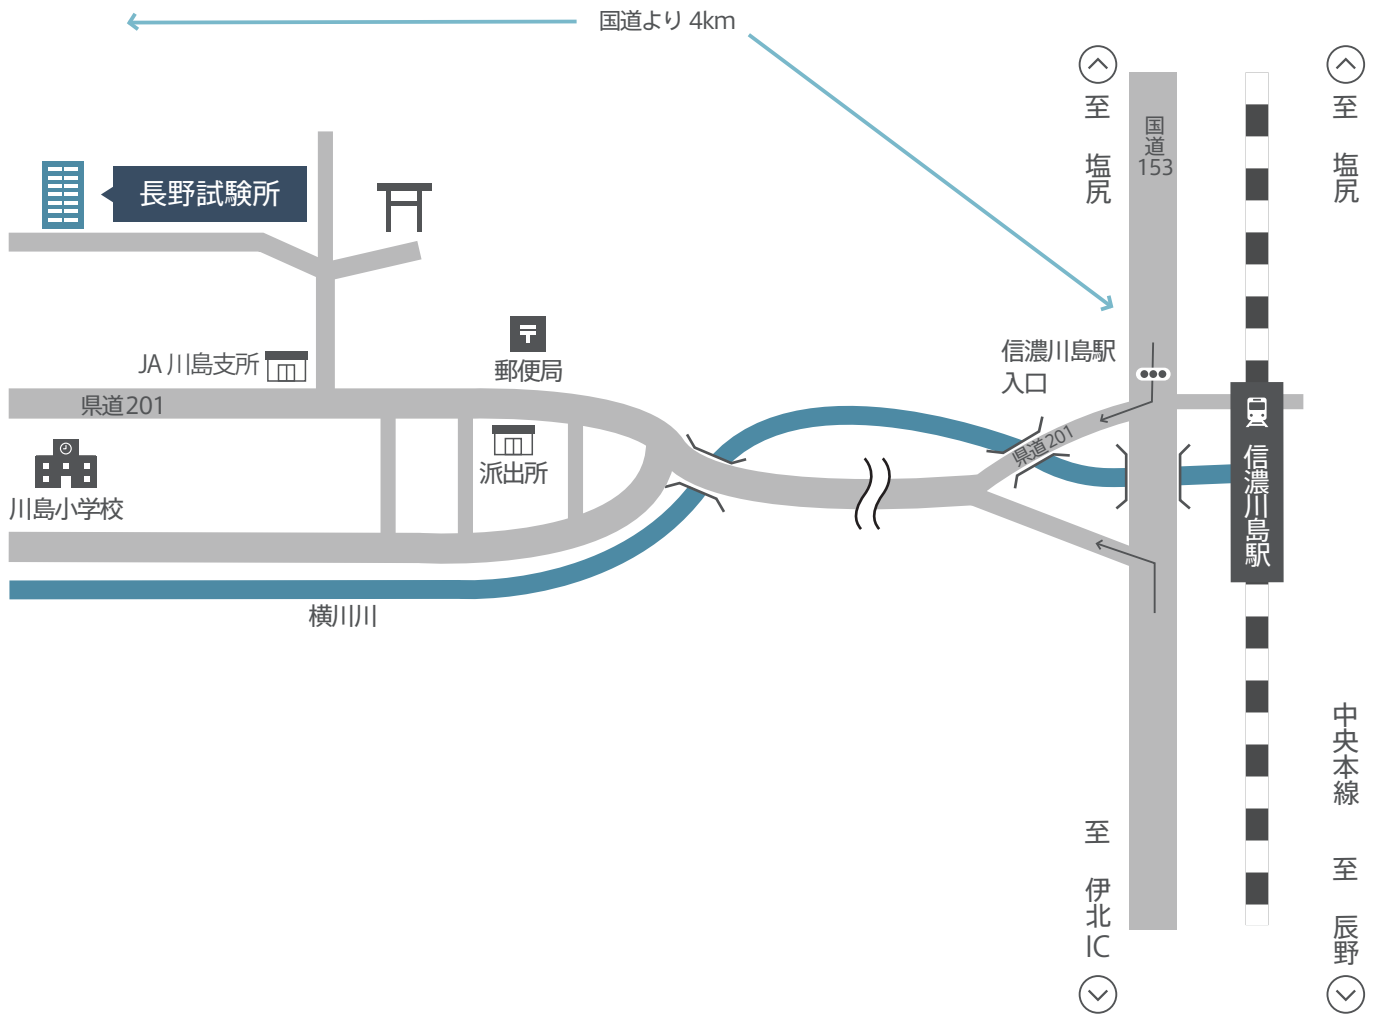 国道より 4km
至 塩尻
国道
153
至 塩尻
長野試験所
JA 川島支所
郵便局
信濃川島駅
入口
県道201
県道201
派出所
川島小学校
信濃川島駅
横川川
中央本線 至 辰野
至 伊北
IC